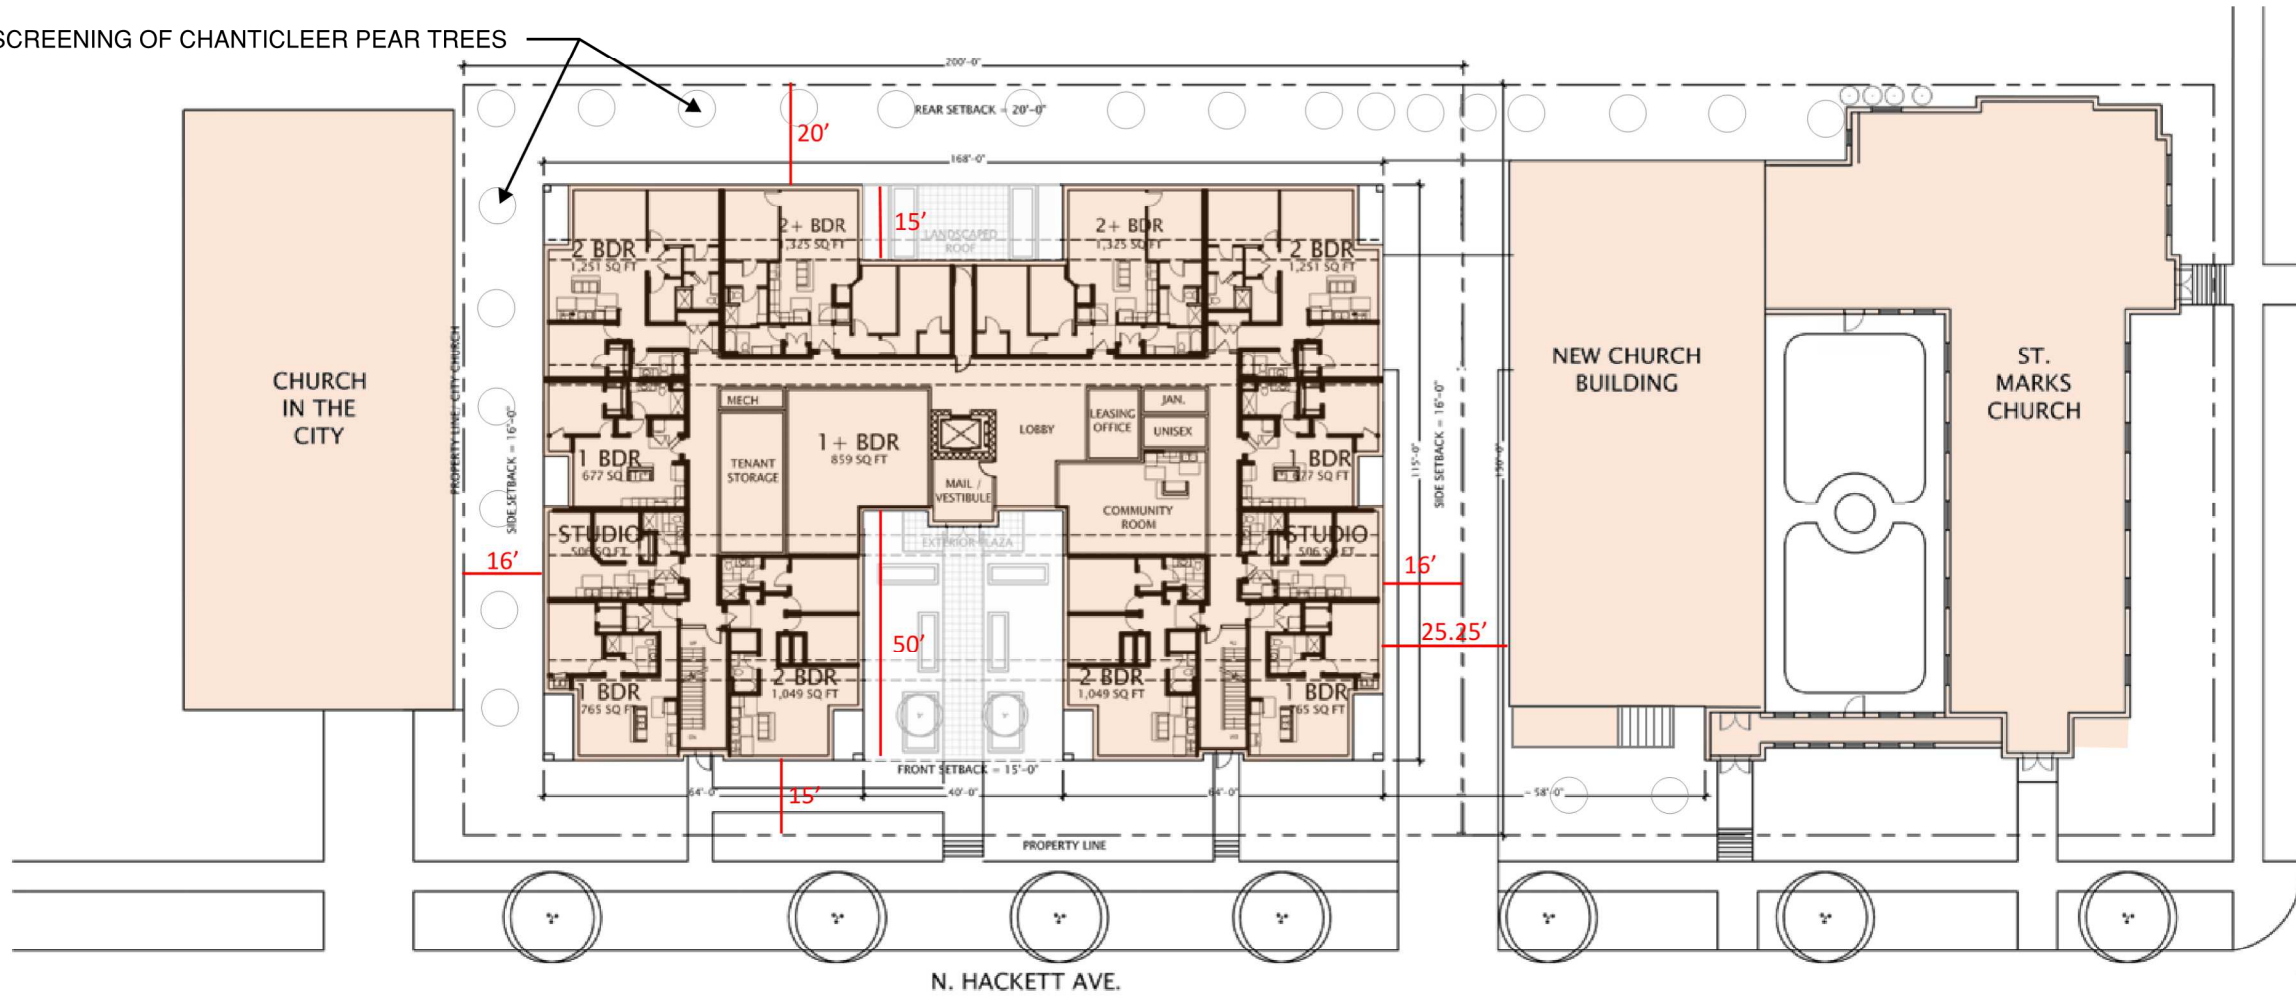 SCREENING OF CHANTICLEER PEAR TREES
200'-0"
REAR SETBACK = 20'-0"
20'
168'-0"
15'
LANDSCAPED
ROOF
2 BDR
1,251 SQ FT
2+ BDR
1,325 SQ FT
2+ BDR
1,325 SQ FT
2 BDR
1,251 SQ FT
CHURCH
IN THE
CITY
PROPERTY LINE/ CITY CHURCH
SIDE SETBACK = 16'-0"
16'
1 BDR
677 SQ
STUDIO
506 SQ FT
1 BDR
765 SQ FT
MECH
TENANT
STORAGE
1+ BDR
859 SQ FT
LOBBY
MAIL /
VESTIBULE
LEASING
OFFICE
JAN.
UNISEX
COMMUNITY
ROOM
EXTERIOR PLAZA
1 BDR
677 SQ FT
STUDIO
506 SQ FT
1 BDR
765 SQ FT
2 BDR
1,049 SQ FT
50'
2 BDR
1,049 SQ FT
115'-0"
SIDE SETBACK = 16'-0"
150'-0"
16'
25.25'
NEW CHURCH
BUILDING
ST.
MARKS
CHURCH
FRONT SETBACK = 15'-0"
64'-0"
15'
40'-0"
64'-0"
= 58'-0"
PROPERTY LINE
N. HACKETT AVE.